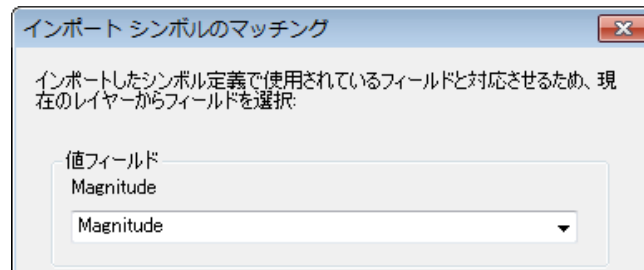 インポート シンボルのマッチング
インポートしたシンボル定義で使用されているフィールドと対応させるため、現
在のレイヤーからフィールドを選択:
値フィールド
Magnitude
Magnitude